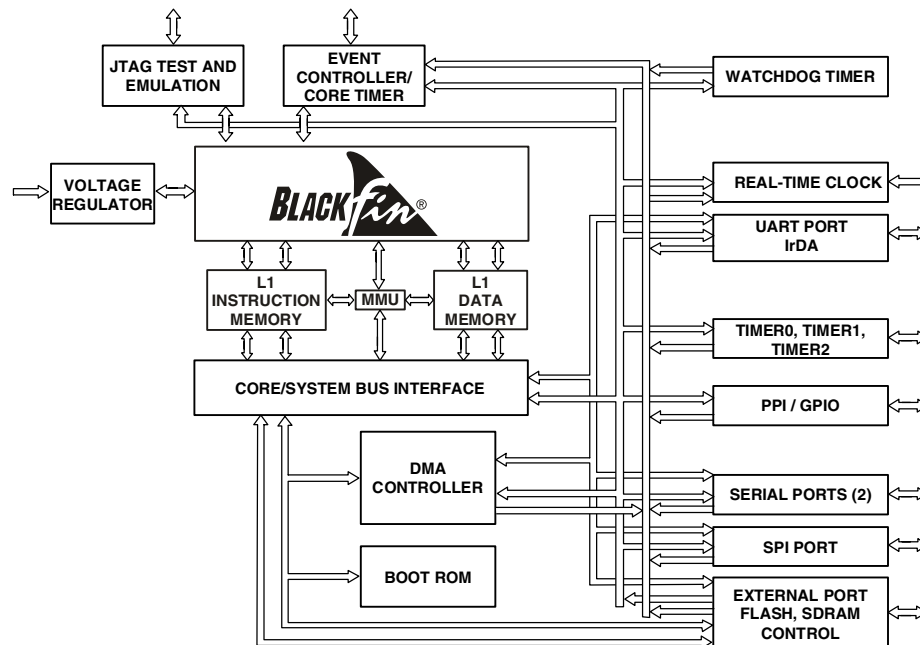 JTAG TEST AND
EMULATION
EVENT
CONTROLLER/
CORE TIMER
WATCHDOG TIMER
VOLTAGE
REGULATOR
BLACKfin®
REAL-TIME CLOCK
UART PORT
IrDA
L1
INSTRUCTION
MEMORY
MMU
L1
DATA
MEMORY
TIMER0, TIMER1,
TIMER2
CORE/SYSTEM BUS INTERFACE
PPI / GPIO
DMA
CONTROLLER
SERIAL PORTS (2)
SPI PORT
BOOT ROM
EXTERNAL PORT
FLASH, SDRAM
CONTROL